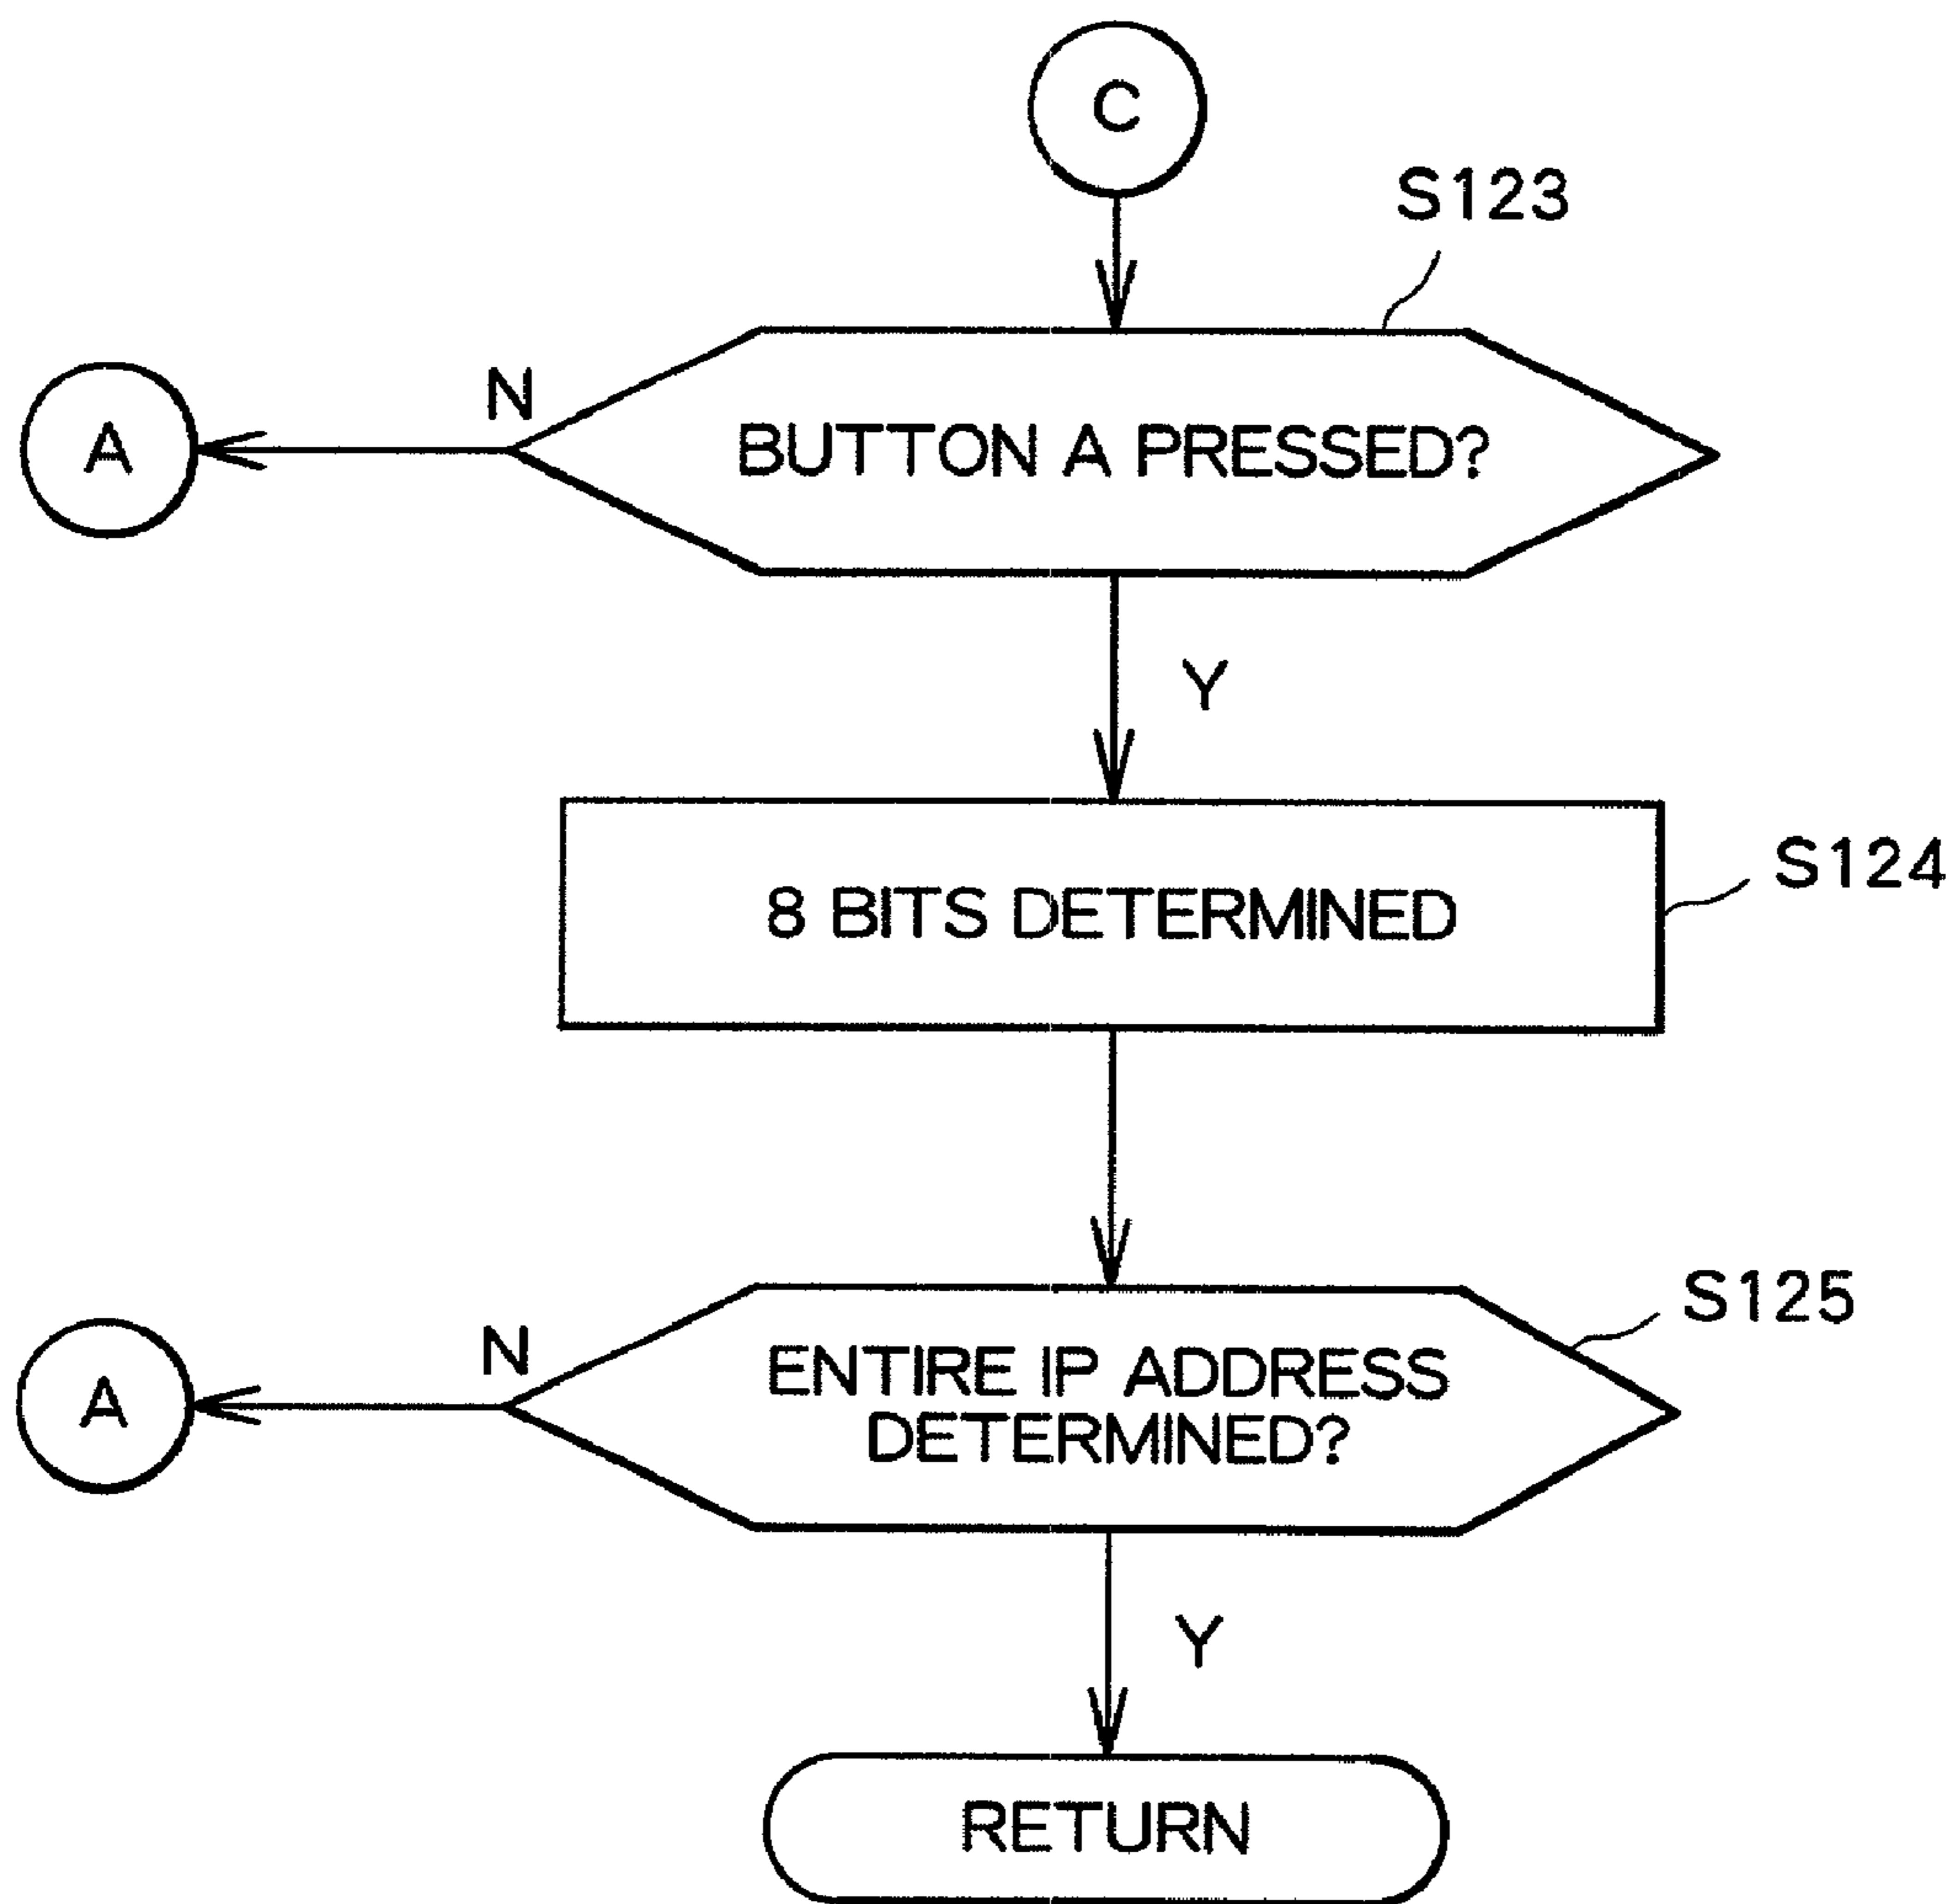 C
S123
N
A
BUTTON A PRESSED?
Y
8 BITS DETERMINED
S124
S125
N
A
ENTIRE IP ADDRESS
DETERMINED?
Y
RETURN